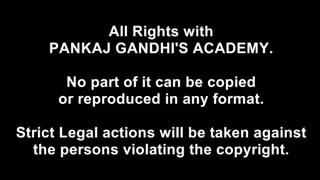 All Rights with
PANKAJ GANDHI'S ACADEMY.
No part of it can be copied
or reproduced in any format.
Strict Legal actions will be taken against
the persons violating the copyright.